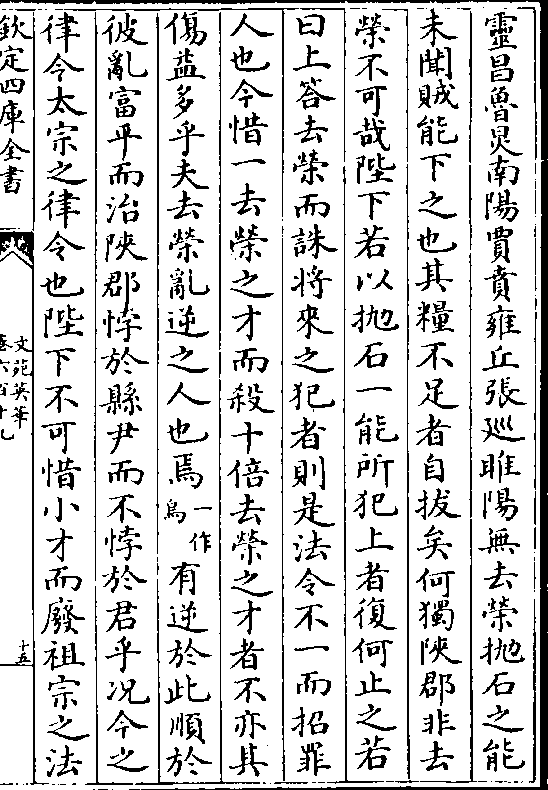 靈昌魯炅南陽賈賁雍丘張廵睢陽無去榮抛石之能
未聞賊能下之也其糧不足者自拔矣何獨陜郡非去
榮不可哉陛下若以抛石一能所犯上者復何止之若
曰上答去榮而誅將來之犯者則是法令不一而招罪
人也今惜一去榮之才而殺十倍去榮之才者不亦其
傷益多乎夫去榮亂逆之人也焉一作烏有逆於此順於
彼亂富平而治陜郡悖於縣尹而不悖於君乎况今之
律令太宗之律令也陛下不可惜小才而廢祖宗之法
欽定四庫全書
文苑英華
卷六百十九
十五